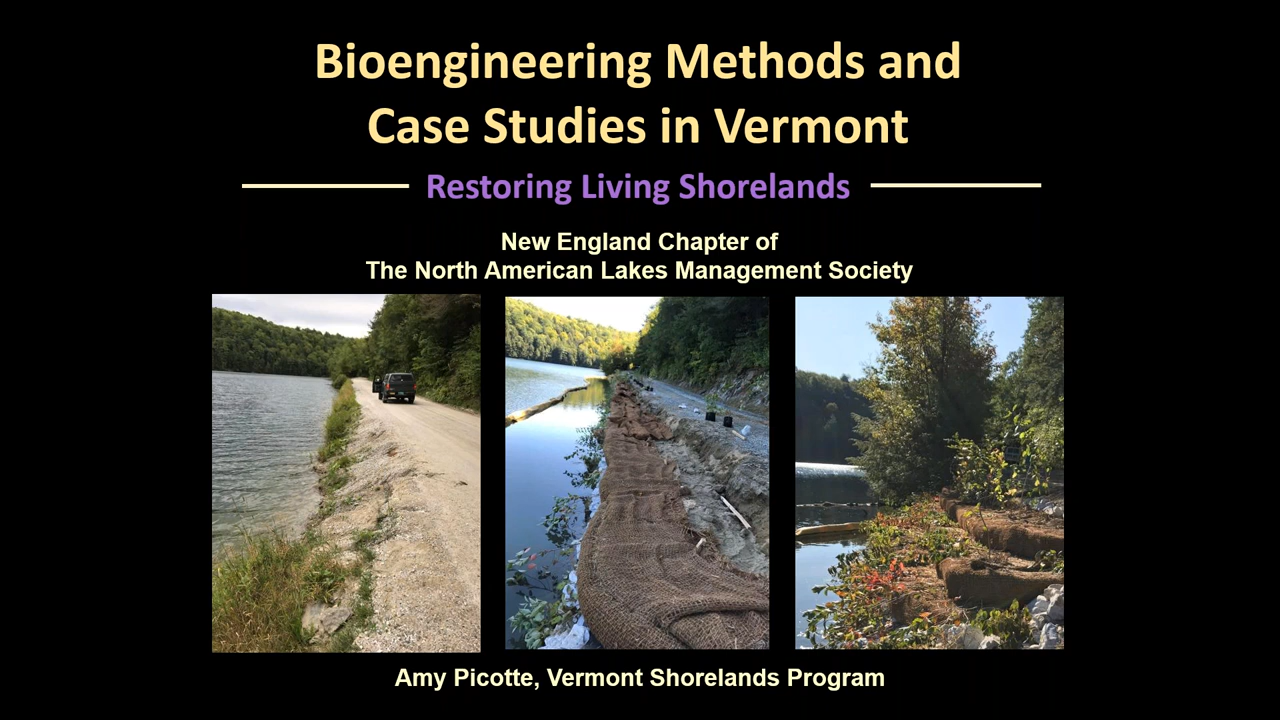 Bioengineering Methods and
Case Studies in Vermont
Restoring Living Shorelands
New England Chapter of
The North American Lakes Management Society
Amy Picotte, Vermont Shorelands Program